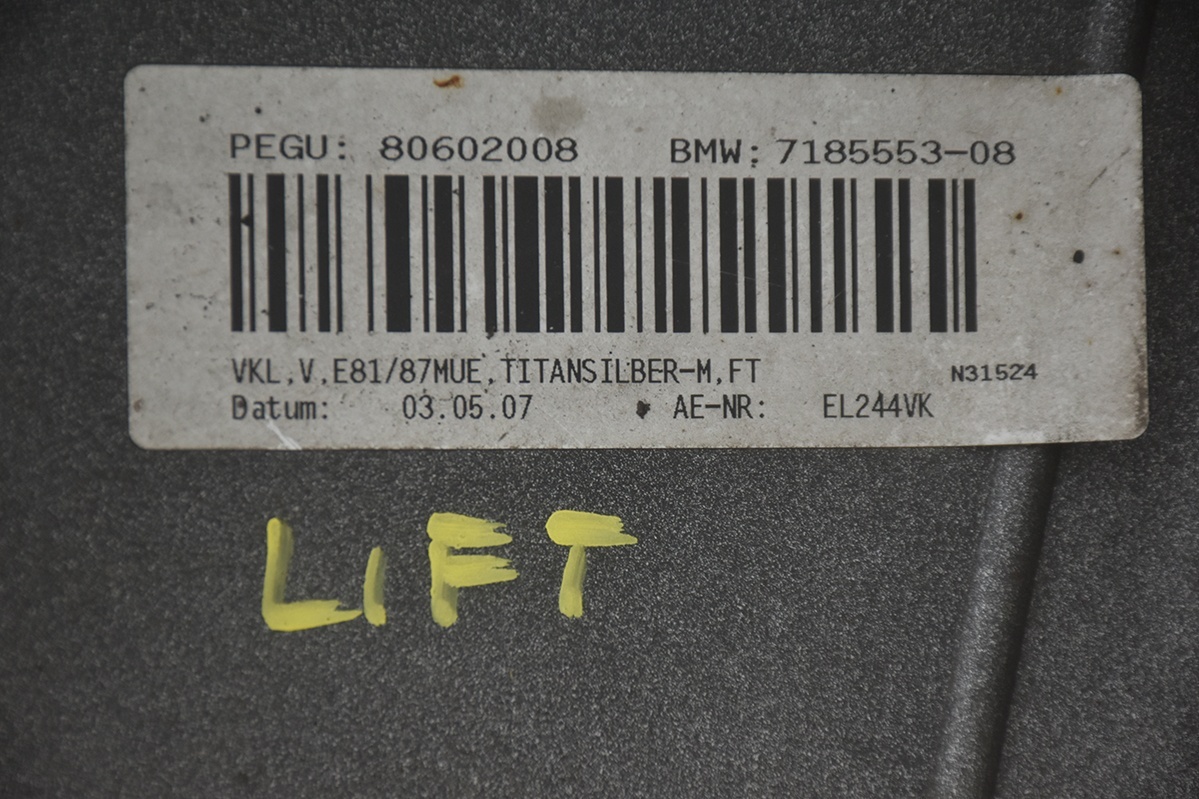 PEGU: 80602008 BMW: 7185553-08
VKL,V,E81/87MUE,TITANSILBER-M,FT N31524
Datum: 03.05.07 AE-NR: EL244VK
LIFT